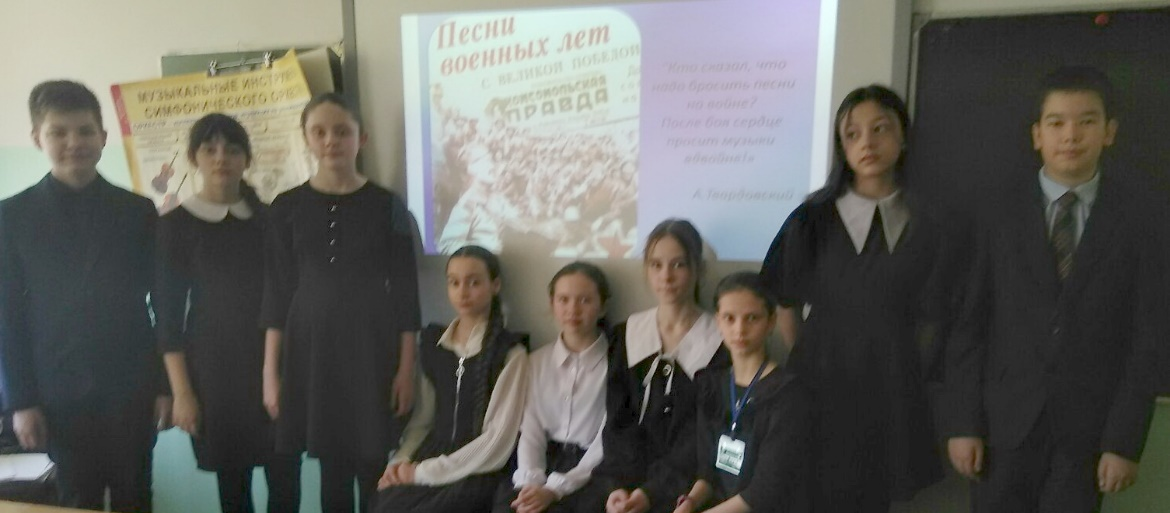 МУЗЫКАЛЬНЫЕ ИНСТРУ
СИМФОНИЧЕСКОГО ОРКЕ
Песни
военных лет
С ВЕЛИКОЙ ПОБЕДОЙ
КОМСОМОЛЬСКАЯ
ПРАВДА
"Кто сказал, что
надо бросить песни
на войне?
После боя сердце
просит музыки
вдвойне!»
А.Твардовский